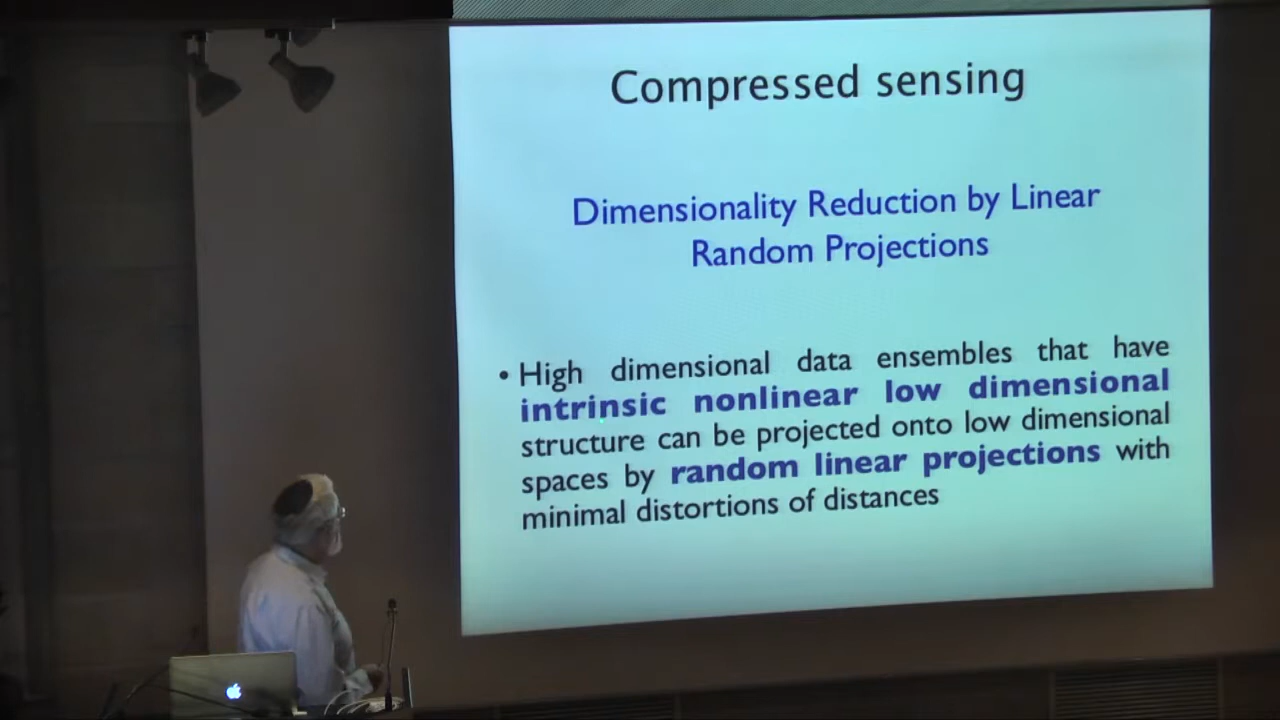 Compressed sensing
Dimensionality Reduction by Linear
Random Projections
• High dimensional data ensembles that have
intrinsic nonlinear low dimensional
structure can be projected onto low dimensional
spaces by random linear projections with
minimal distortions of distances